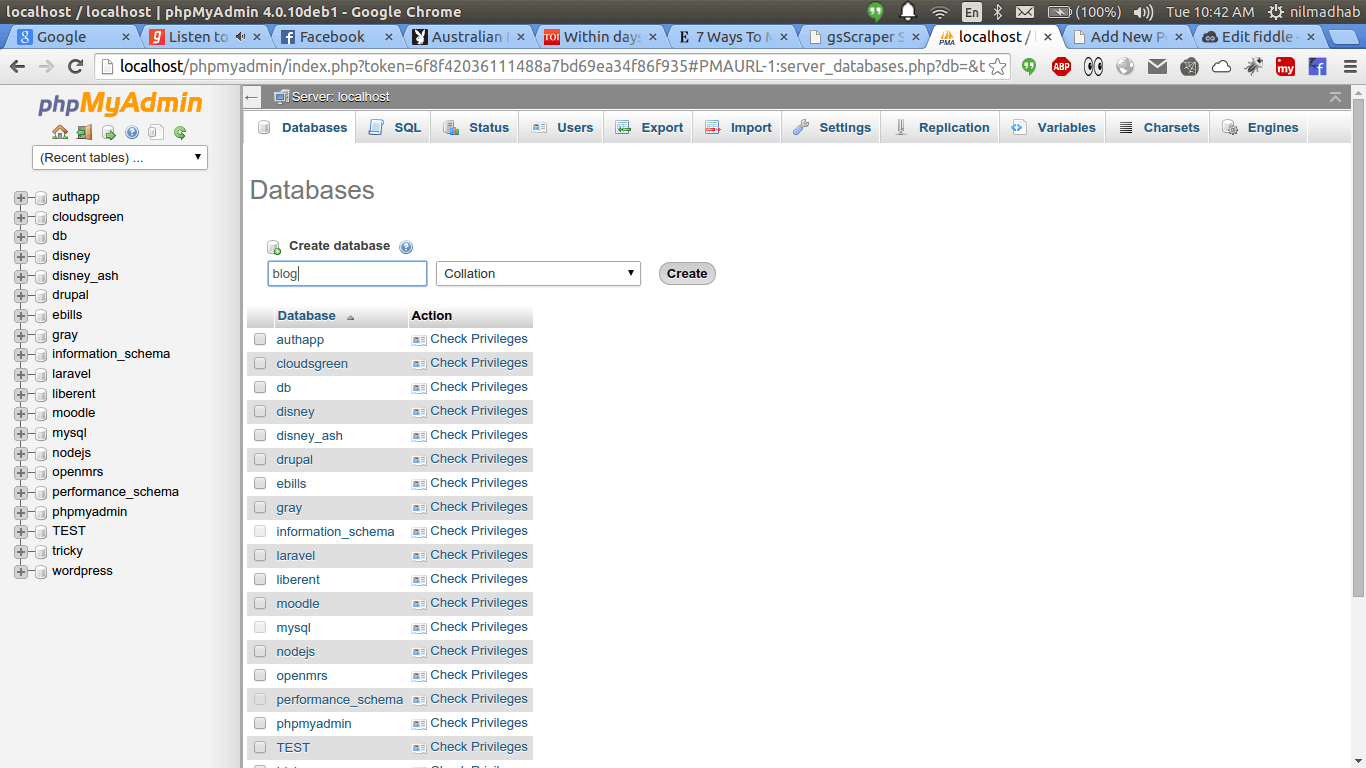 localhost / localhost | phpMyAdmin 4.0.10deb1 - Google Chrome
En (100%) Tue 10:42 AM nilmadhab
Google Listen to Facebook Australian Within days 7 Ways To M gsScraper S localhost / Add New P Edit fiddle
localhost/phpmyadmin/index.php?token=6f8f42036111488a7bd69ea34f86f935#PMAURL-1:server_databases.php?db=&t
phpMyAdmin
(Recent tables) ...
authapp
cloudsgreen
db
disney
disney_ash
drupal
ebills
gray
information_schema
laravel
liberent
moodle
mysql
nodejs
openmrs
performance_schema
phpmyadmin
TEST
tricky
wordpress
Server: localhost
Databases SQL Status Users Export Import Settings Replication Variables Charsets Engines
Databases
Create database
blog Collation Create
Database Action
authapp Check Privileges
cloudsgreen Check Privileges
db Check Privileges
disney Check Privileges
disney_ash Check Privileges
drupal Check Privileges
ebills Check Privileges
gray Check Privileges
information_schema Check Privileges
laravel Check Privileges
liberent Check Privileges
moodle Check Privileges
mysql Check Privileges
nodejs Check Privileges
openmrs Check Privileges
performance_schema Check Privileges
phpmyadmin Check Privileges
TEST Check Privileges